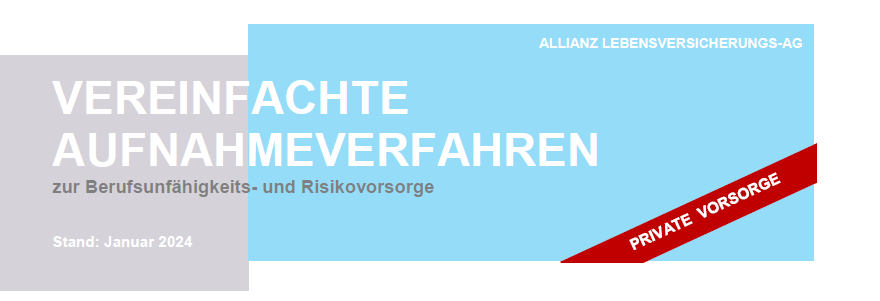 ALLIANZ LEBENSVERSICHERUNGS-AG
VEREINFACHTE
AUFNAHMEVERFAHREN
zur Berufsunfähigkeits- und Risikovorsorge
PRIVATE VORSORGE
Stand: Januar 2024